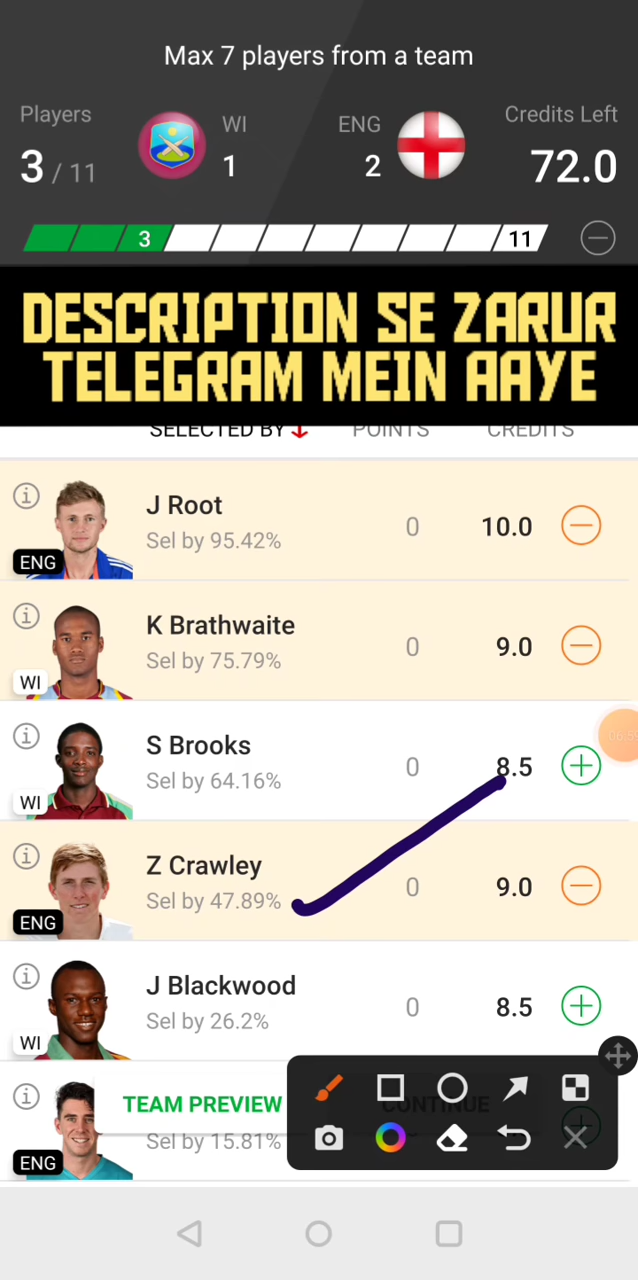 Max 7 players from a team
Players
WI
ENG
Credits Left
3 / 11
1
2
72.0
3
11
DESCRIPTION SE ZARUR
TELEGRAM MEIN AAYE
SELECTED BY POINTS CREDITS
J Root
Sel by 95.42%
0
10.0
ENG
K Brathwaite
Sel by 75.79%
0
9.0
WI
S Brooks
Sel by 64.16%
0
8.5
WI
Z Crawley
Sel by 47.89%
0
9.0
ENG
J Blackwood
Sel by 26.2%
0
8.5
WI
TEAM PREVIEW
CONTINUE
Sel by 15.81%
ENG